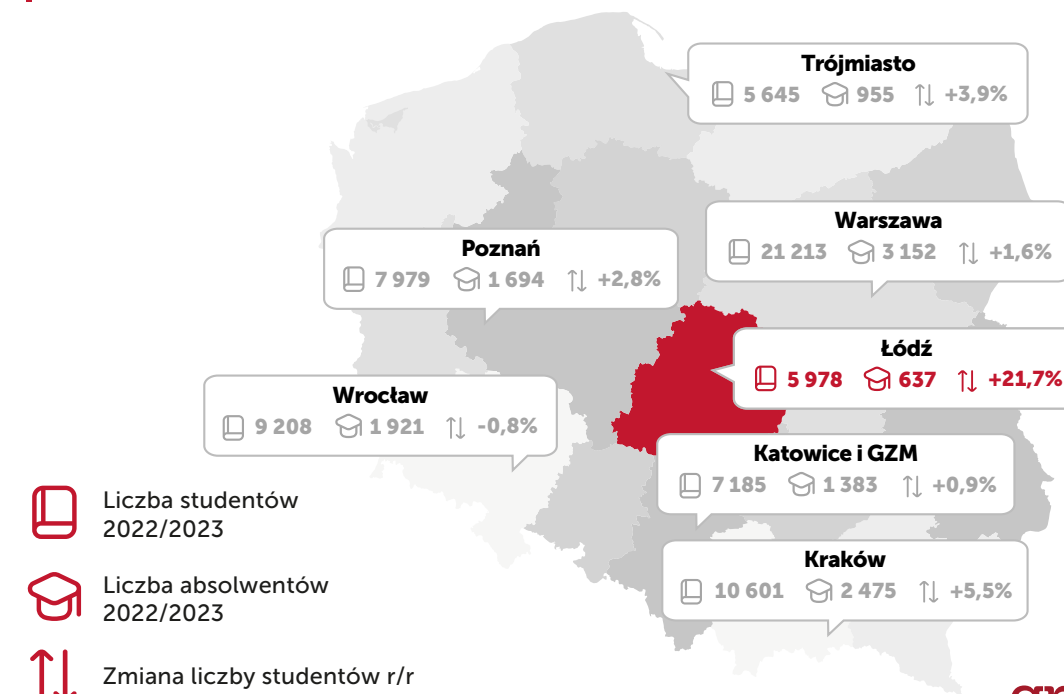 Trójmiasto
5 645 955 +3,9%
Warszawa
21 213 3 152 +1,6%
Poznań
7 979 1 694 +2,8%
Łódź
5 978 637 +21,7%
Wrocław
9 208 1 921 -0,8%
Katowice i GZM
7 185 1 383 +0,9%
Kraków
10 601 2 475 +5,5%
Liczba studentów
2022/2023
Liczba absolwentów
2022/2023
Zmiana liczby studentów r/r